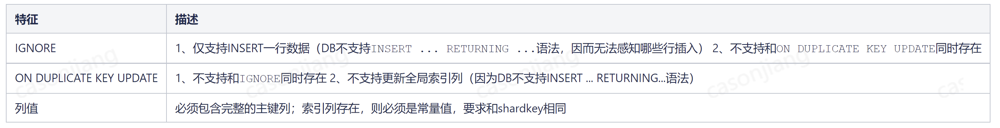 特征 描述
IGNORE 1、仅支持INSERT一行数据（DB不支持INSERT ... RETURNING ...语法，因而无法感知哪些行插入） 2、不支持和ON DUPLICATE KEY UPDATE同时存在
ON DUPLICATE KEY UPDATE 1、不支持和IGNORE同时存在 2、不支持更新全局索引列（因为DB不支持INSERT ... RETURNING...语法）
列值 必须包含完整的主键列；索引列存在，则必须是常量值，要求和shardkey相同
casonjiang casonjiang casonjiang casonjiang
casonjiang